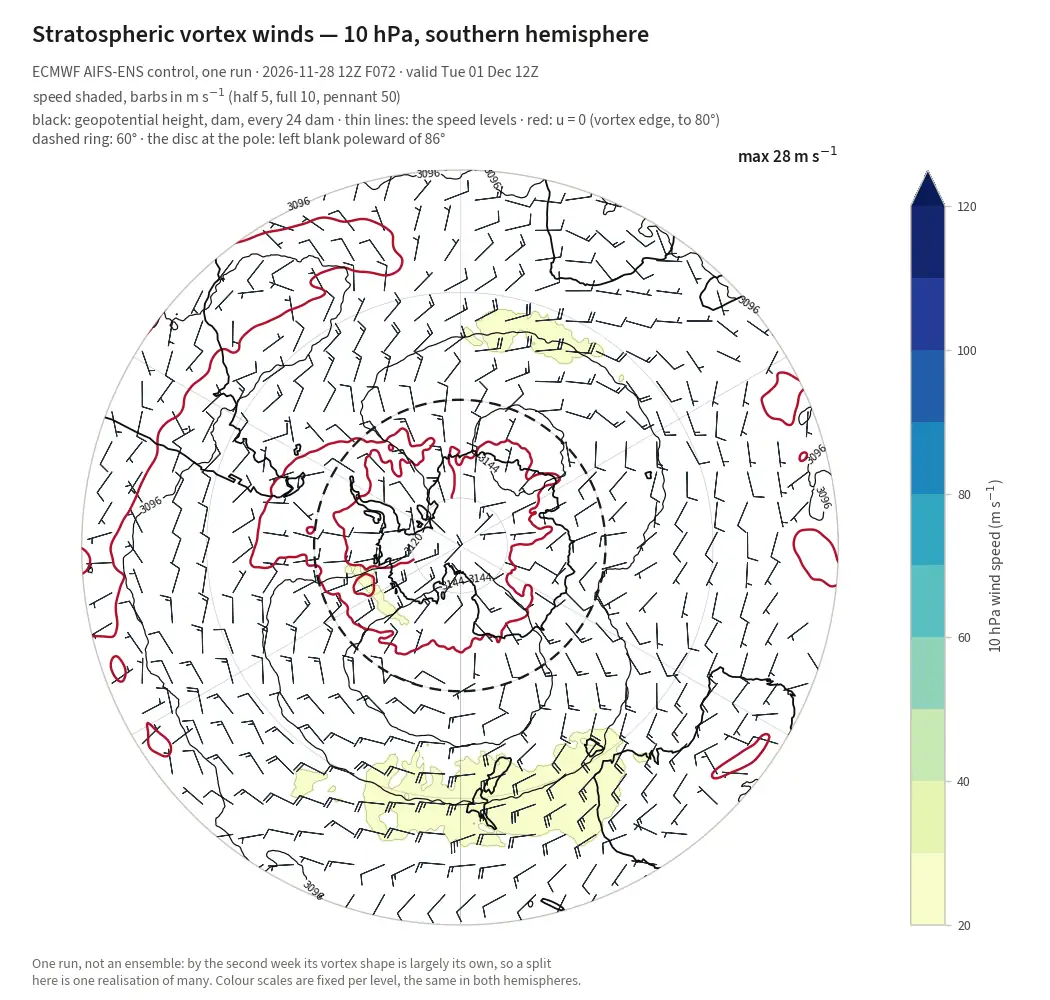 Stratospheric vortex winds — 10 hPa, southern hemisphere
ECMWF AIFS-ENS control, one run · 2026-11-28 12Z F072 · valid Tue 01 Dec 12Z
speed shaded, barbs in m s⁻¹ (half 5, full 10, pennant 50)
black: geopotential height, dam, every 24 dam · thin lines: the speed levels · red: u = 0 (vortex edge, to 80°)
dashed ring: 60° · the disc at the pole: left blank poleward of 86°
max 28 m s⁻¹
3096
3096
3096
3096
3096
3096
3096
3144
3120
3144
3144
3096
120
100
80
60
40
20
10 hPa wind speed (m s⁻¹)
One run, not an ensemble: by the second week its vortex shape is largely its own, so a split
here is one realisation of many. Colour scales are fixed per level, the same in both hemispheres.